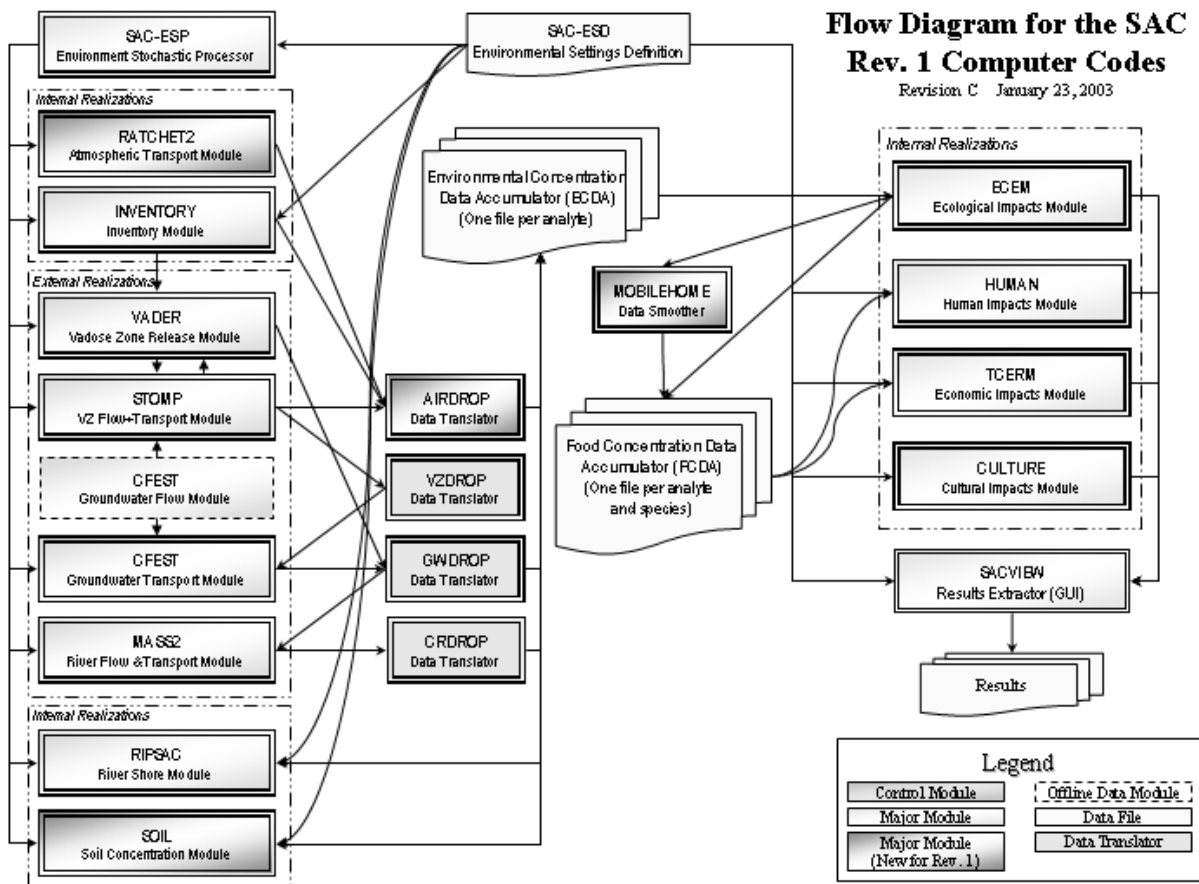 Flow Diagram for the SAC
Rev. 1 Computer Codes
Revision C January 23, 2003
SAC-ESP
Environment Stochastic Processor
SAC-ESD
Environmental Settings Definition
Internal Realizations
RATCHET2
Atmospheric Transport Module
INVENTORY
Inventory Module
External Realizations
VADER
Vadose Zone Release Module
STOMP
VZ Flow+Transport Module
CFEST
Groundwater Flow Module
CFEST
Groundwater Transport Module
MASS2
River Flow &Transport Module
Internal Realizations
RIPSAC
River Shore Module
SOIL
Soil Concentration Module
AIRDROP
Data Translator
VZDROP
Data Translator
GWDROP
Data Translator
CRDROP
Data Translator
Environmental Concentration
Data Accumulator (ECDA)
(One file per analyte)
MOBILEHOME
Data Smoother
Food Concentration Data
Accumulator (FCDA)
(One file per analyte
and species)
Internal Realizations
ECEM
Ecological Impacts Module
HUMAN
Human Impacts Module
TCERM
Economic Impacts Module
CULTURE
Cultural Impacts Module
SACVIEW
Results Extractor (GUI)
Results
Legend
Control Module
Major Module
Major Module
(New for Rev. 1)
Offline Data Module
Data File
Data Translator